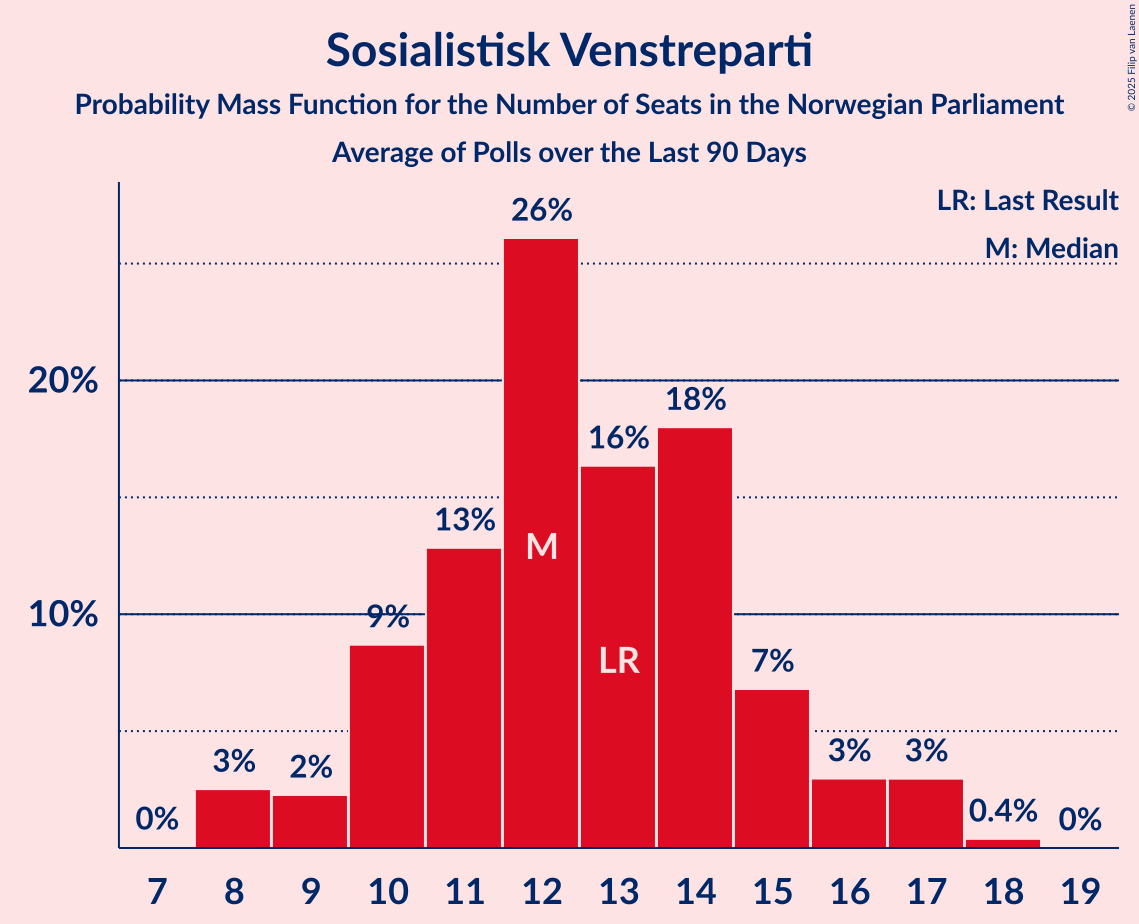 Sosialistisk Venstreparti
Probability Mass Function for the Number of Seats in the Norwegian Parliament
Average of Polls over the Last 90 Days
© 2025 Filip van Laenen
LR: Last Result
M: Median
26%
20%
18%
16%
13%
M
10%
9%
LR
7%
3%
2%
3%
3%
0%
0.4%
0%
7 8 9 10 11 12 13 14 15 16 17 18 19